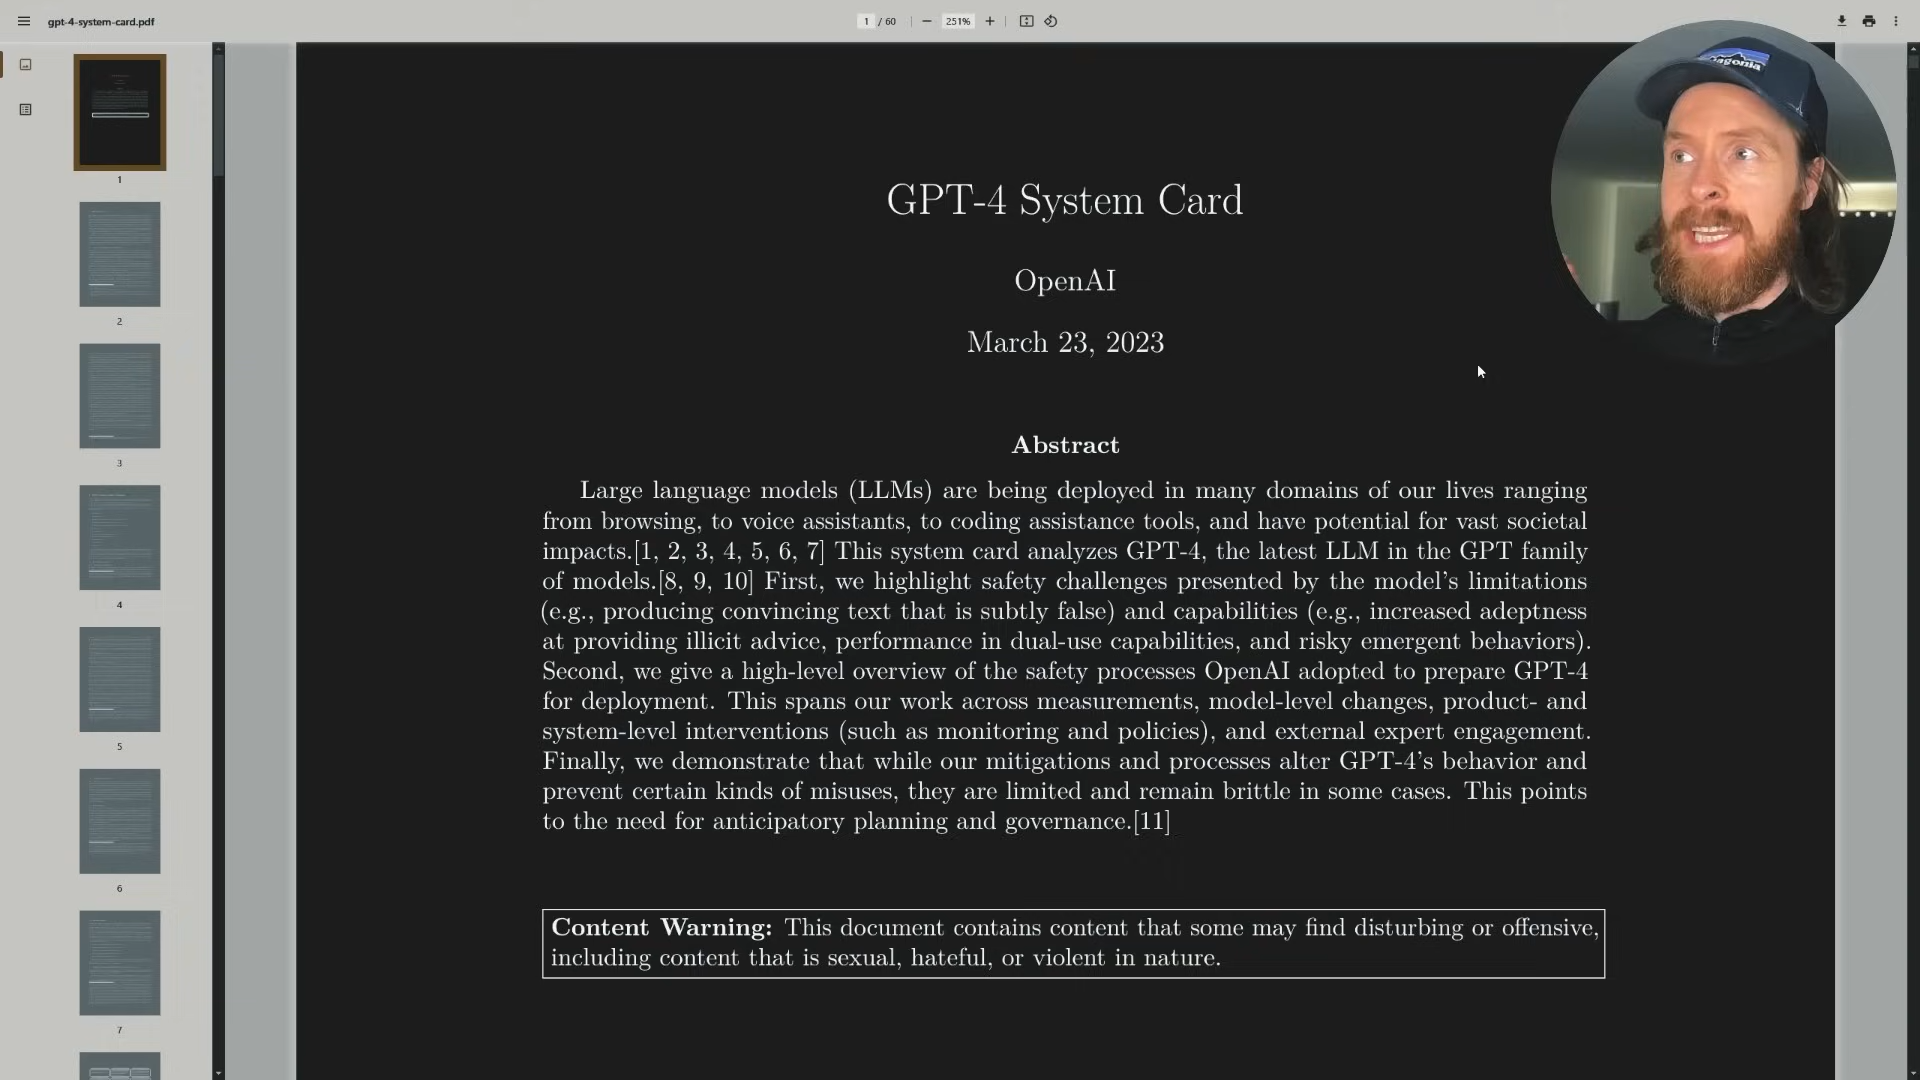 gpt-4-system-card.pdf
1 / 60
251%
GPT-4 System Card
OpenAI
March 23, 2023
Abstract
Large language models (LLMs) are being deployed in many domains of our lives ranging
from browsing, to voice assistants, to coding assistance tools, and have potential for vast societal
impacts.[1, 2, 3, 4, 5, 6, 7] This system card analyzes GPT-4, the latest LLM in the GPT family
of models.[8, 9, 10] First, we highlight safety challenges presented by the model's limitations
(e.g., producing convincing text that is subtly false) and capabilities (e.g., increased adeptness
at providing illicit advice, performance in dual-use capabilities, and risky emergent behaviors).
Second, we give a high-level overview of the safety processes OpenAI adopted to prepare GPT-4
for deployment. This spans our work across measurements, model-level changes, product- and
system-level interventions (such as monitoring and policies), and external expert engagement.
Finally, we demonstrate that while our mitigations and processes alter GPT-4's behavior and
prevent certain kinds of misuses, they are limited and remain brittle in some cases. This points
to the need for anticipatory planning and governance.[11]
Content Warning: This document contains content that some may find disturbing or offensive,
including content that is sexual, hateful, or violent in nature.
1
2
3
4
5
6
7